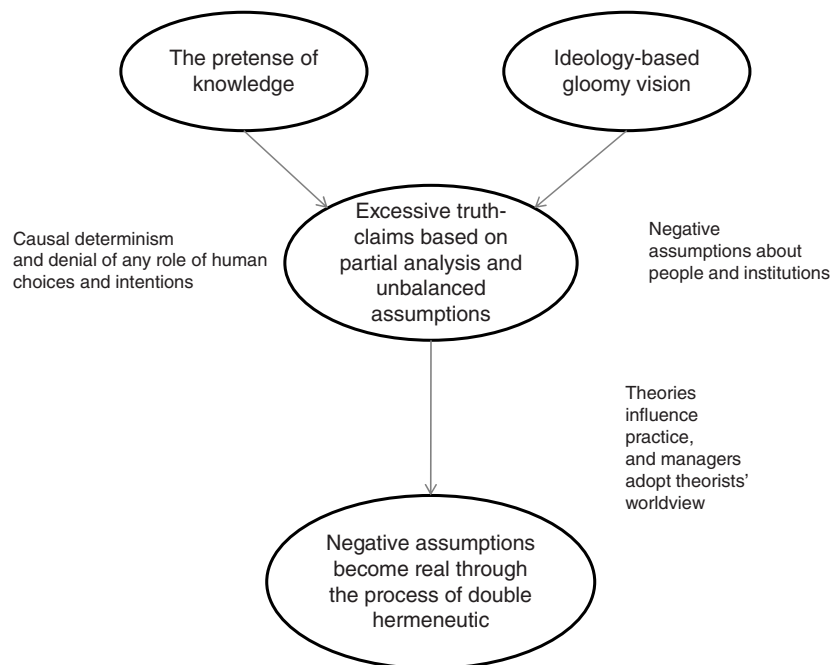 The pretense of
knowledge
Ideology-based
gloomy vision
Causal determinism
and denial of any role of human
choices and intentions
Excessive truth-
claims based on
partial analysis and
unbalanced
assumptions
Negative
assumptions about
people and institutions
Theories
influence
practice,
and managers
adopt theorists’
worldview
Negative assumptions
become real through
the process of double
hermeneutic